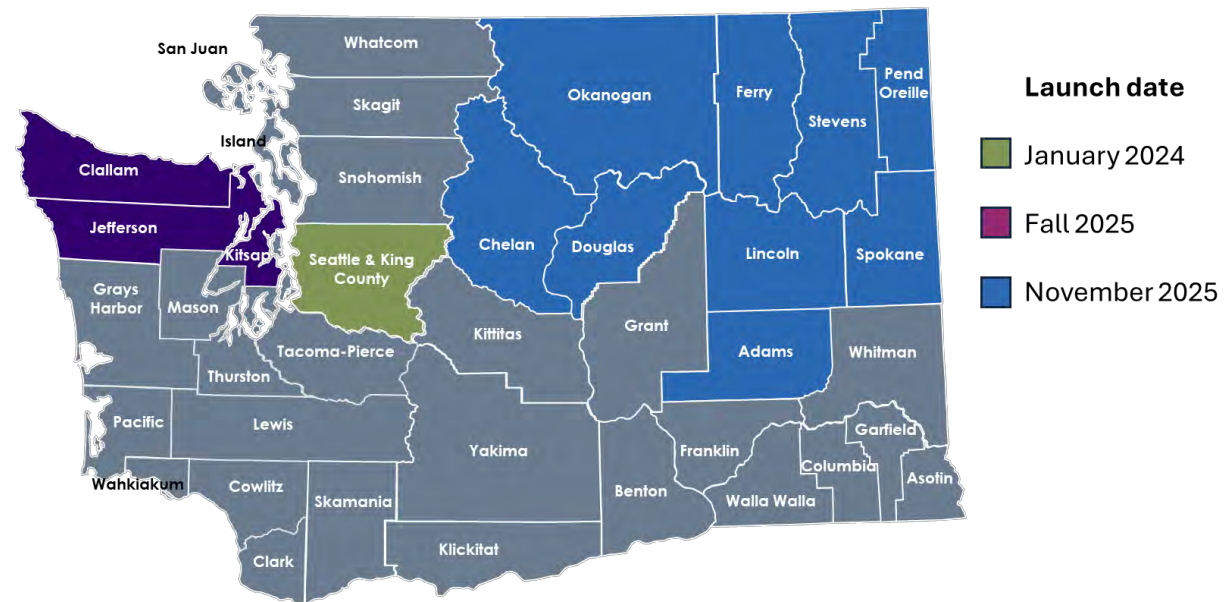 San Juan
Whatcom
Skagit
Island
Snohomish
Okanogan
Ferry
Stevens
Pend
Oreille
Clallam
Jefferson
Kitsap
Seattle & King
County
Chelan
Douglas
Lincoln
Spokane
Grays
Harbor
Mason
Kittitas
Grant
Adams
Whitman
Tacoma-Pierce
Thurston
Pacific
Lewis
Yakima
Franklin
Garfield
Columbia
Asotin
Wahkiakum
Cowlitz
Skamania
Benton
Walla Walla
Clark
Klickitat
Launch date
January 2024
Fall 2025
November 2025